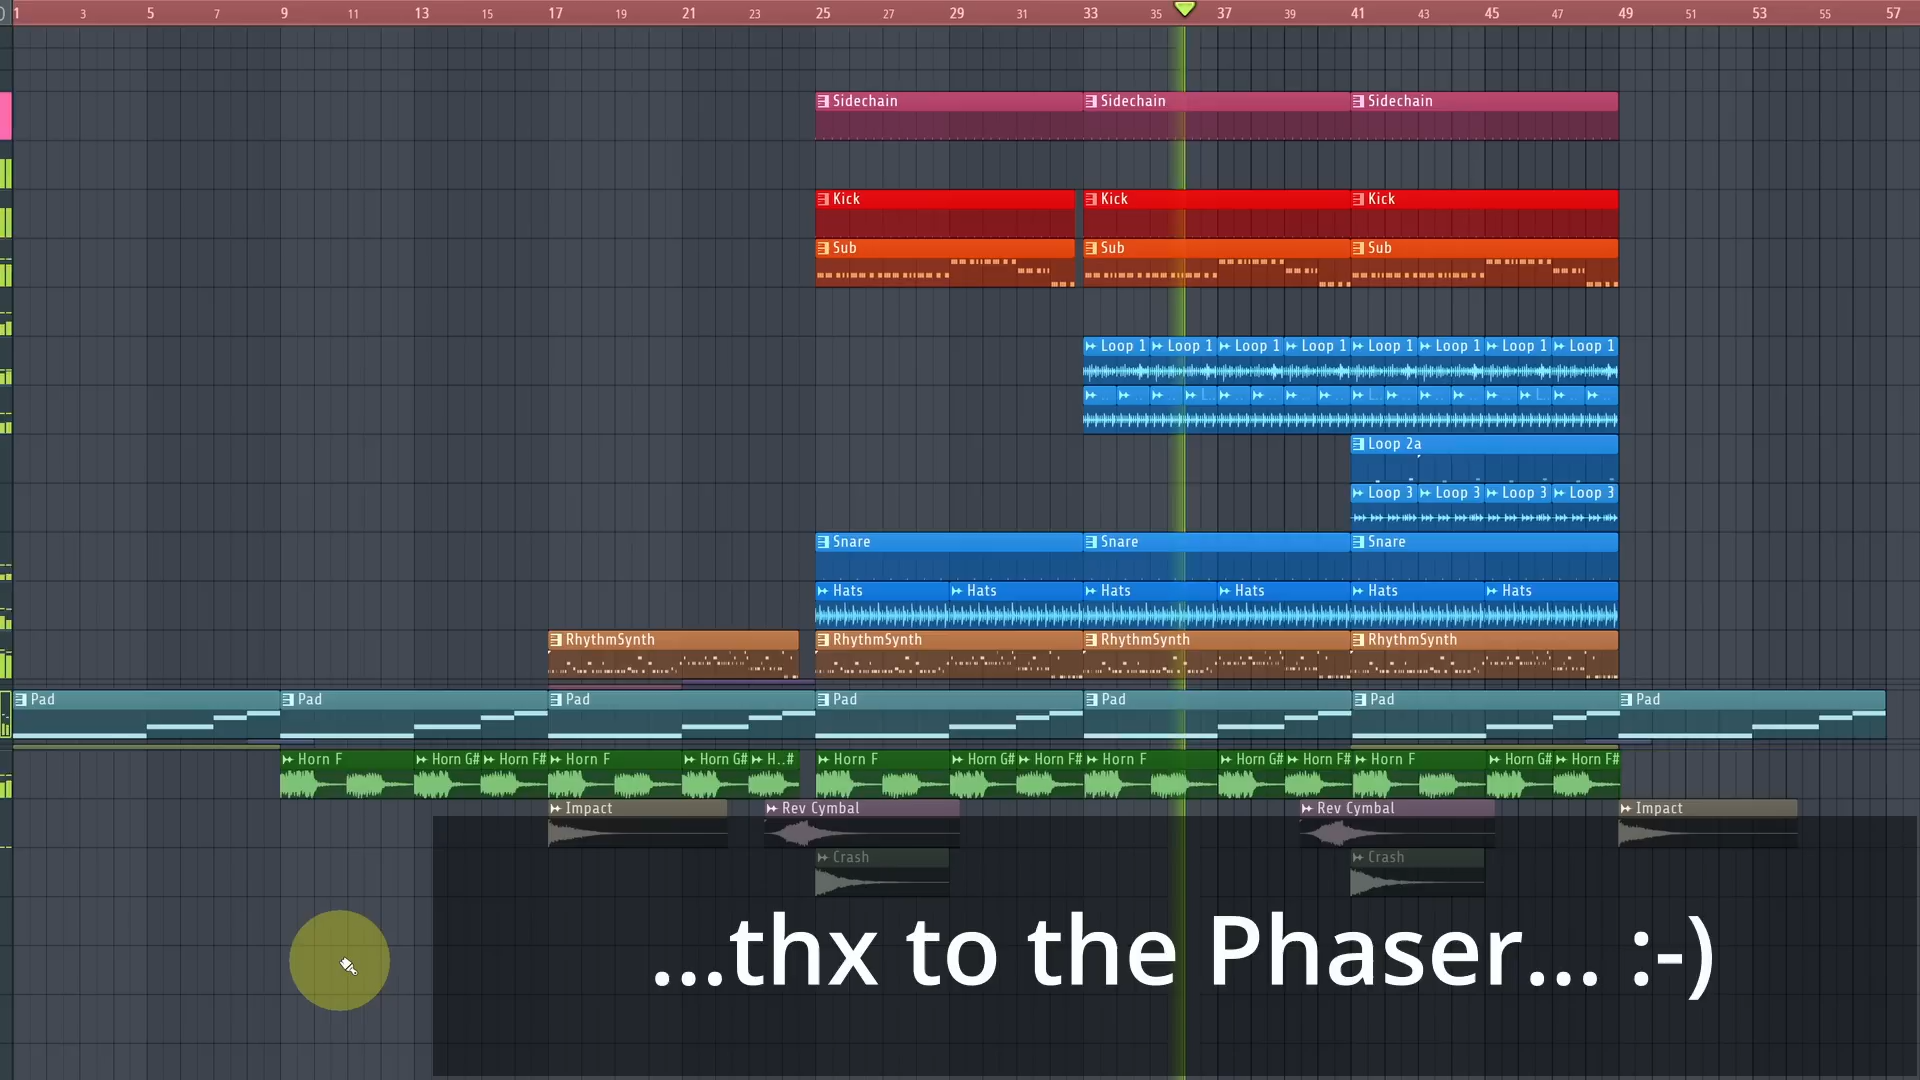 1 3 5 7 9 11 13 15 17 19 21 23 25 27 29 31 33 35 37 39 41 43 45 47 49 51 53 55 57
Sidechain Sidechain Sidechain
Kick Kick Kick
Sub Sub Sub
Loop 1 Loop 1 Loop 1 Loop 1 Loop 1 Loop 1 Loop 1 Loop 1
Loop 2a
Loop 3 Loop 3 Loop 3 Loop 3
Snare Snare Snare
Hats Hats Hats Hats Hats Hats
RhythmSynth RhythmSynth RhythmSynth RhythmSynth
Pad Pad Pad Pad Pad Pad Pad
Horn F Horn G# Horn F# Horn F Horn G# H..# Horn F Horn G# Horn F# Horn F Horn G# Horn F# Horn F Horn G# Horn F#
Impact Rev Cymbal Rev Cymbal Impact
Crash Crash
...thx to the Phaser... :-)